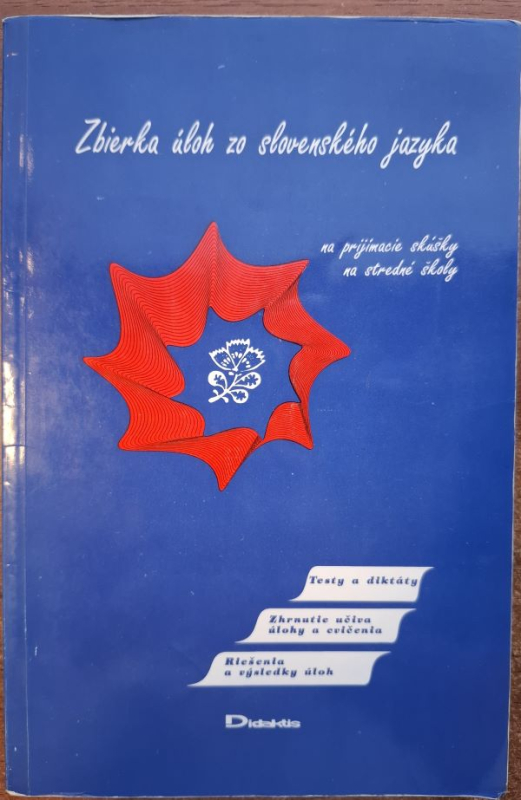 Zbierka úloh zo slovenského jazyka
na prijímacie skúšky
na stredné školy
Testy a diktáty
Zhrnutie učiva
úlohy a cvičenia
Riešenia
a výsledky úloh
Didaktis